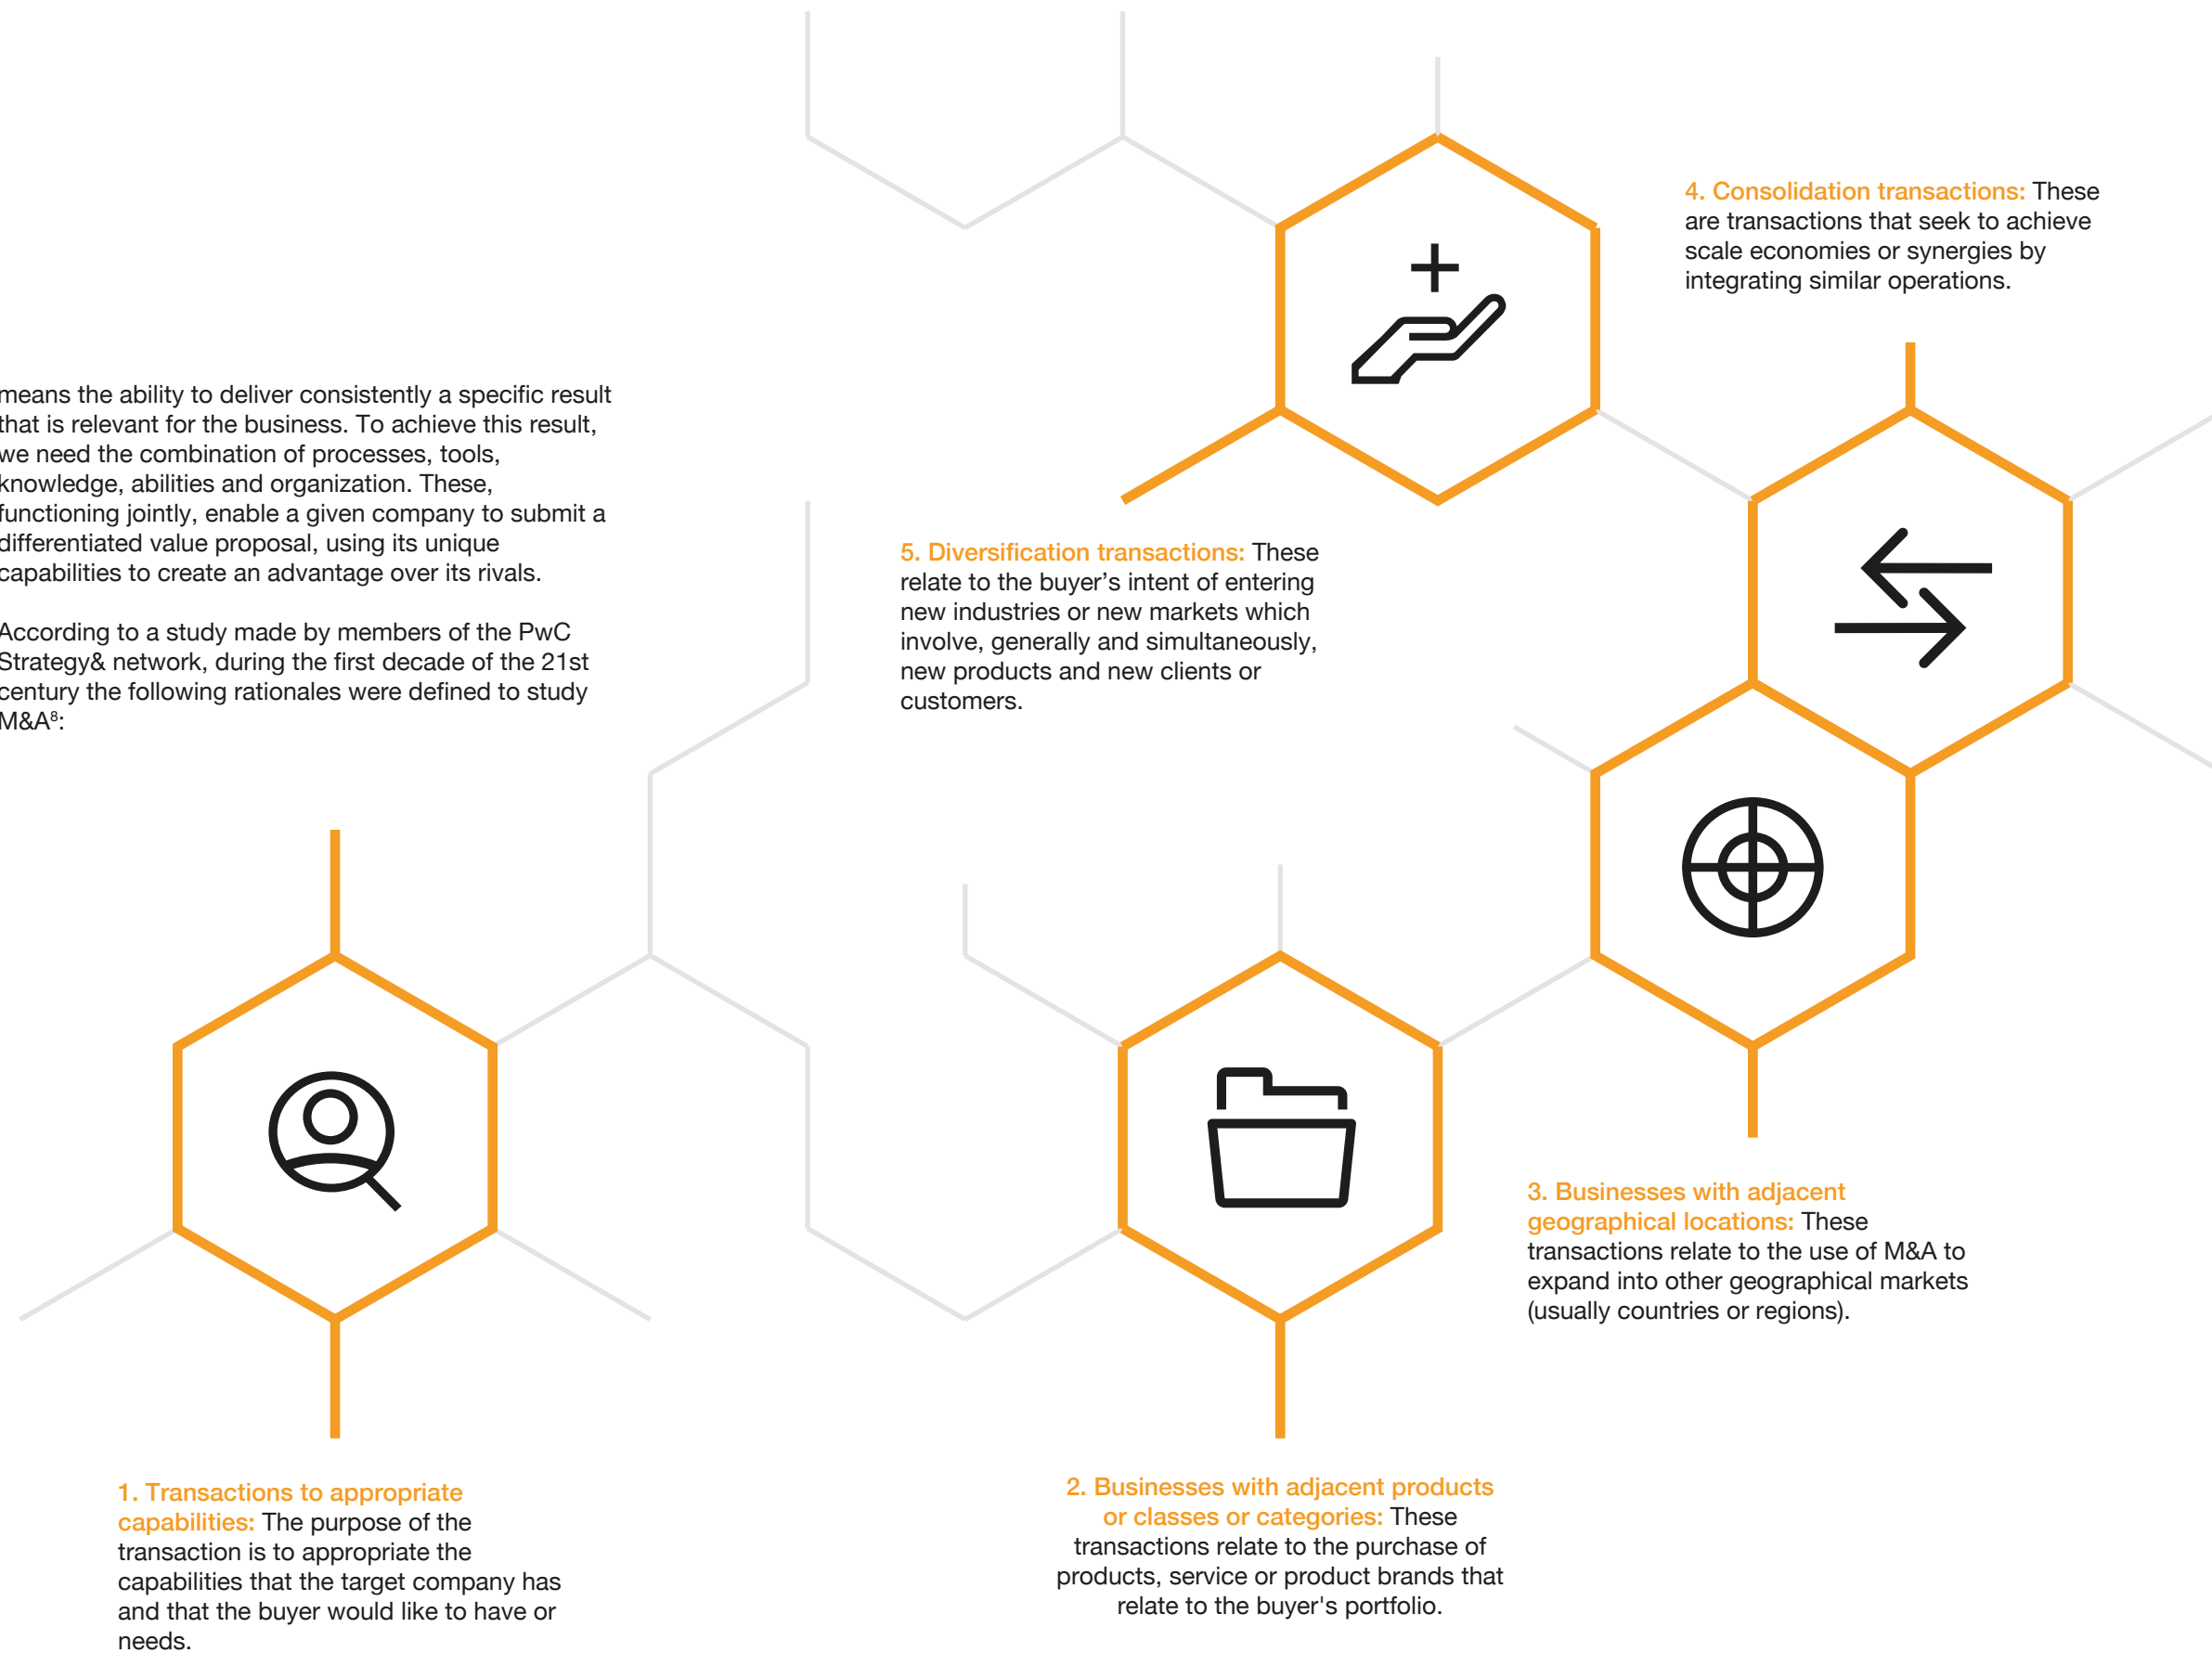 means the ability to deliver consistently a specific result
that is relevant for the business. To achieve this result,
we need the combination of processes, tools,
knowledge, abilities and organization. These,
functioning jointly, enable a given company to submit a
differentiated value proposal, using its unique
capabilities to create an advantage over its rivals.
According to a study made by members of the PwC
Strategy& network, during the first decade of the 21st
century the following rationales were defined to study
M&A⁸:
1. Transactions to appropriate
capabilities: The purpose of the
transaction is to appropriate the
capabilities that the target company has
and that the buyer would like to have or
needs.
2. Businesses with adjacent products
or classes or categories: These
transactions relate to the purchase of
products, service or product brands that
relate to the buyer's portfolio.
3. Businesses with adjacent
geographical locations: These
transactions relate to the use of M&A to
expand into other geographical markets
(usually countries or regions).
4. Consolidation transactions: These
are transactions that seek to achieve
scale economies or synergies by
integrating similar operations.
5. Diversification transactions: These
relate to the buyer’s intent of entering
new industries or new markets which
involve, generally and simultaneously,
new products and new clients or
customers.